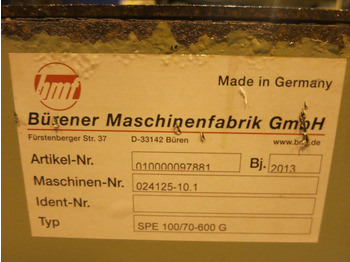 bmf
Made in Germany
Bürener Maschinenfabrik GmbH
Fürstenberger Str. 37 D-33142 Büren
Artikel-Nr. 010000097881 Bj. 2013
Maschinen-Nr. 024125-10.1
Ident-Nr.
Typ SPE 100/70-600 G